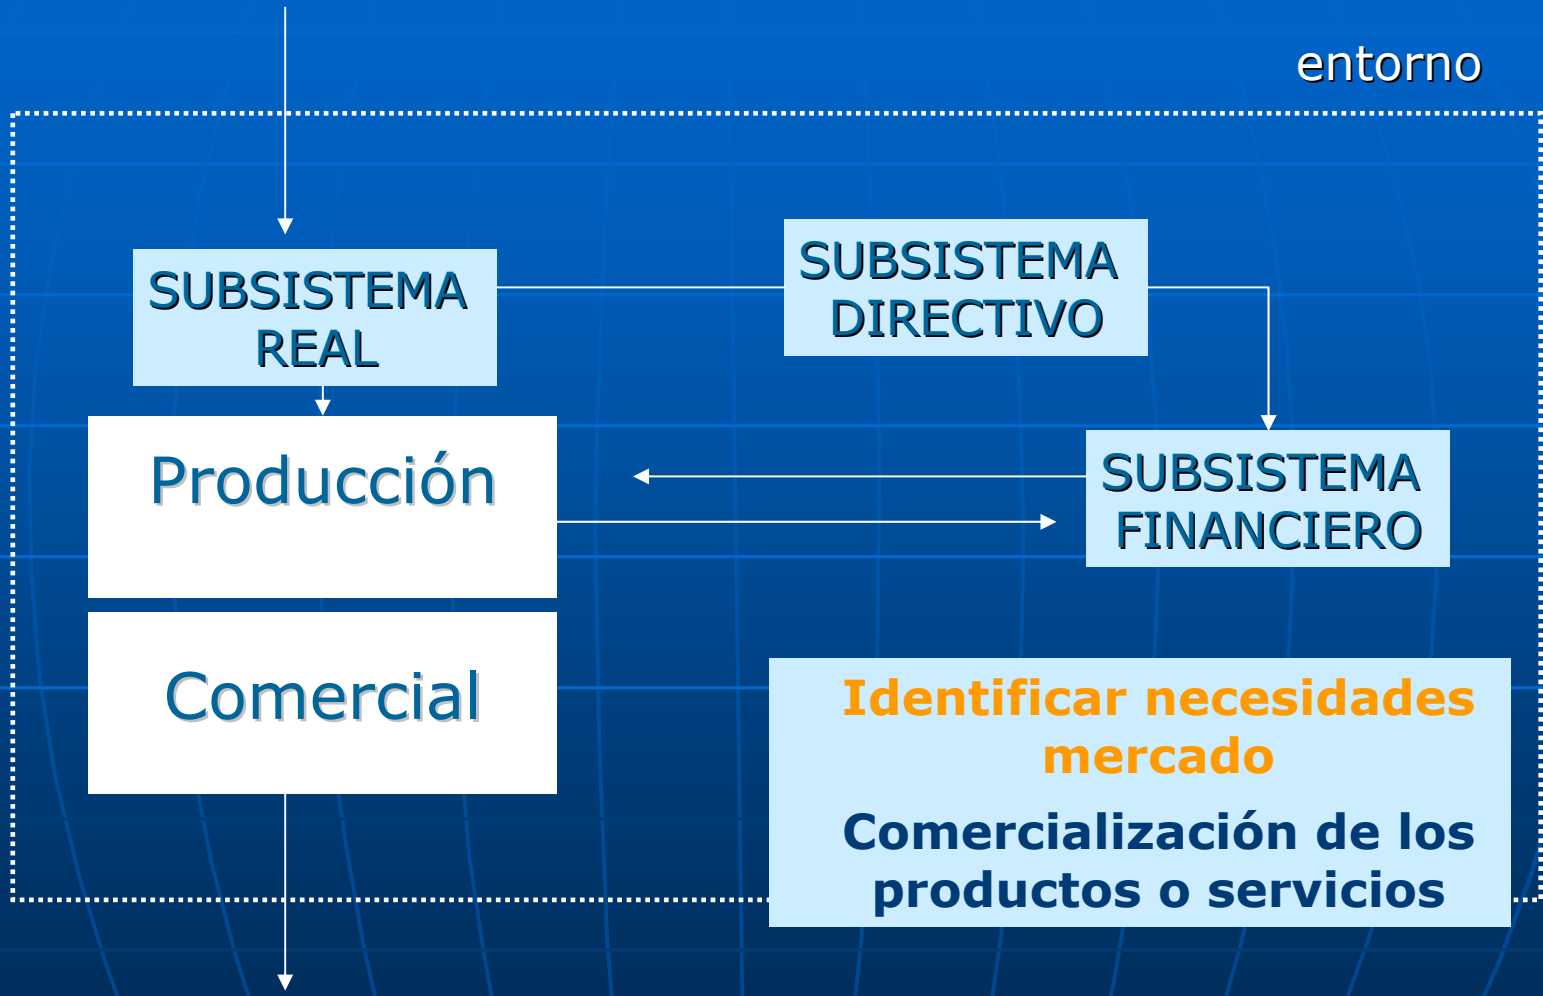 entorno
SUBSISTEMA
REAL
SUBSISTEMA
DIRECTIVO
Producción
SUBSISTEMA
FINANCIERO
Comercial
Identificar necesidades
mercado
Comercialización de los
productos o servicios